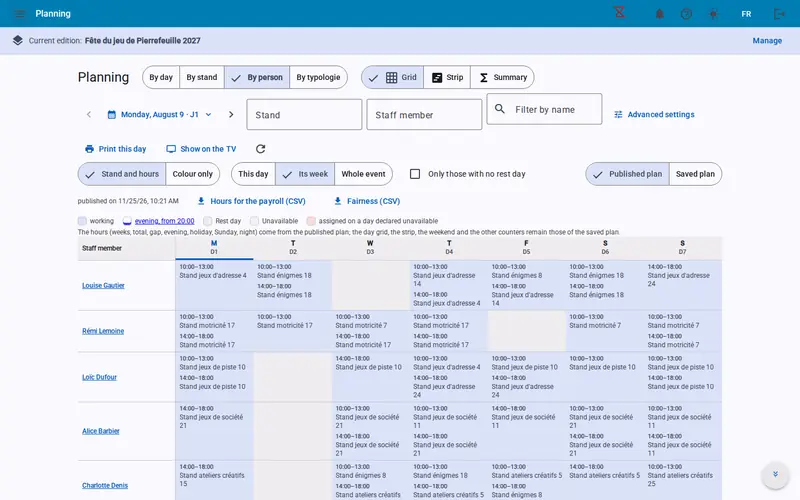 Planning
FR
Current edition: Fête du jeu de Pierrefeuille 2027
Manage
Planning
By day
By stand
By person
By typologie
Grid
Strip
Summary
Monday, August 9 · J1
Stand
Staff member
Filter by name
Advanced settings
Print this day
Show on the TV
Stand and hours
Colour only
This day
Its week
Whole event
Only those with no rest day
Published plan
Saved plan
published on 11/25/26, 10:21 AM
Hours for the payroll (CSV)
Fairness (CSV)
working
evening, from 20:00
Rest day
Unavailable
assigned on a day declared unavailable
The hours (weeks, total, gap, evening, holiday, Sunday, night) come from the published plan; the day grid, the strip, the weekend and the other counters remain those of the saved plan.
Staff member
M
D1
T
D2
W
D3
T
D4
F
D5
S
D6
S
D7
Louise Gautier
10:00–13:00
Stand jeux d'adresse 4
10:00–13:00
Stand énigmes 18
14:00–18:00
Stand énigmes 18
10:00–13:00
Stand jeux d'adresse
14
14:00–18:00
Stand jeux d'adresse 4
10:00–13:00
Stand énigmes 8
14:00–18:00
Stand jeux d'adresse
14
10:00–13:00
Stand énigmes 18
14:00–18:00
Stand énigmes 18
14:00–18:00
Stand jeux d'adresse
24
Rémi Lemoine
10:00–13:00
Stand motricité 17
14:00–18:00
Stand motricité 17
10:00–13:00
Stand motricité 17
10:00–13:00
Stand motricité 7
14:00–18:00
Stand motricité 17
10:00–13:00
Stand motricité 17
14:00–18:00
Stand motricité 17
10:00–13:00
Stand motricité 7
10:00–13:00
Stand motricité 7
14:00–18:00
Stand motricité 7
Loïc Dufour
10:00–13:00
Stand jeux de piste 10
14:00–18:00
Stand jeux de piste 10
14:00–18:00
Stand jeux de piste 10
10:00–13:00
Stand jeux de piste 10
14:00–18:00
Stand jeux d'adresse
24
10:00–13:00
Stand jeux de piste 10
14:00–18:00
Stand jeux d'adresse
24
10:00–13:00
Stand jeux de piste 10
10:00–13:00
Stand jeux de piste 10
14:00–18:00
Stand jeux de piste 10
Alice Barbier
14:00–18:00
Stand jeux de société
21
10:00–13:00
Stand jeux de société
21
14:00–18:00
Stand jeux de société
21
10:00–13:00
Stand jeux de société
11
14:00–18:00
Stand jeux de société
21
14:00–18:00
Stand jeux de société
11
10:00–13:00
Stand jeux de société
21
14:00–18:00
Stand jeux de société
21
10:00–13:00
Stand jeux de société
11
14:00–18:00
Stand jeux de société
21
Charlotte Denis
14:00–18:00
Stand ateliers créatifs
15
10:00–13:00
Stand énigmes 8
14:00–18:00
Stand ateliers créatifs
10:00–13:00
Stand énigmes 18
14:00–18:00
Stand ateliers créatifs 5
10:00–13:00
Stand ateliers créatifs 5
14:00–18:00
Stand énigmes 8
10:00–13:00
Stand ateliers créatifs 5
14:00–18:00
Stand ateliers créatifs
25